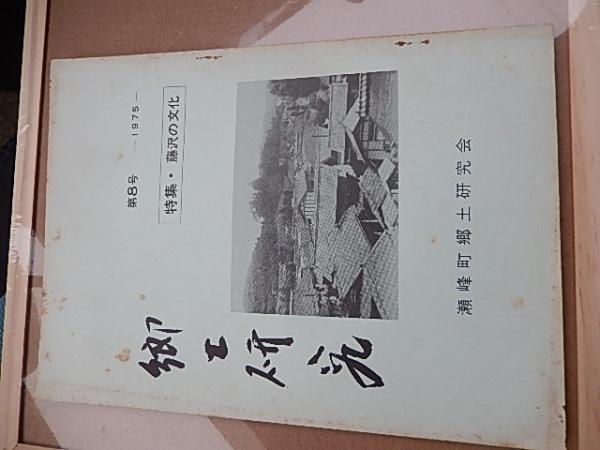 郷土研究
第8号 ―1975―
特集・藤沢の文化
瀬峰町郷土研究会